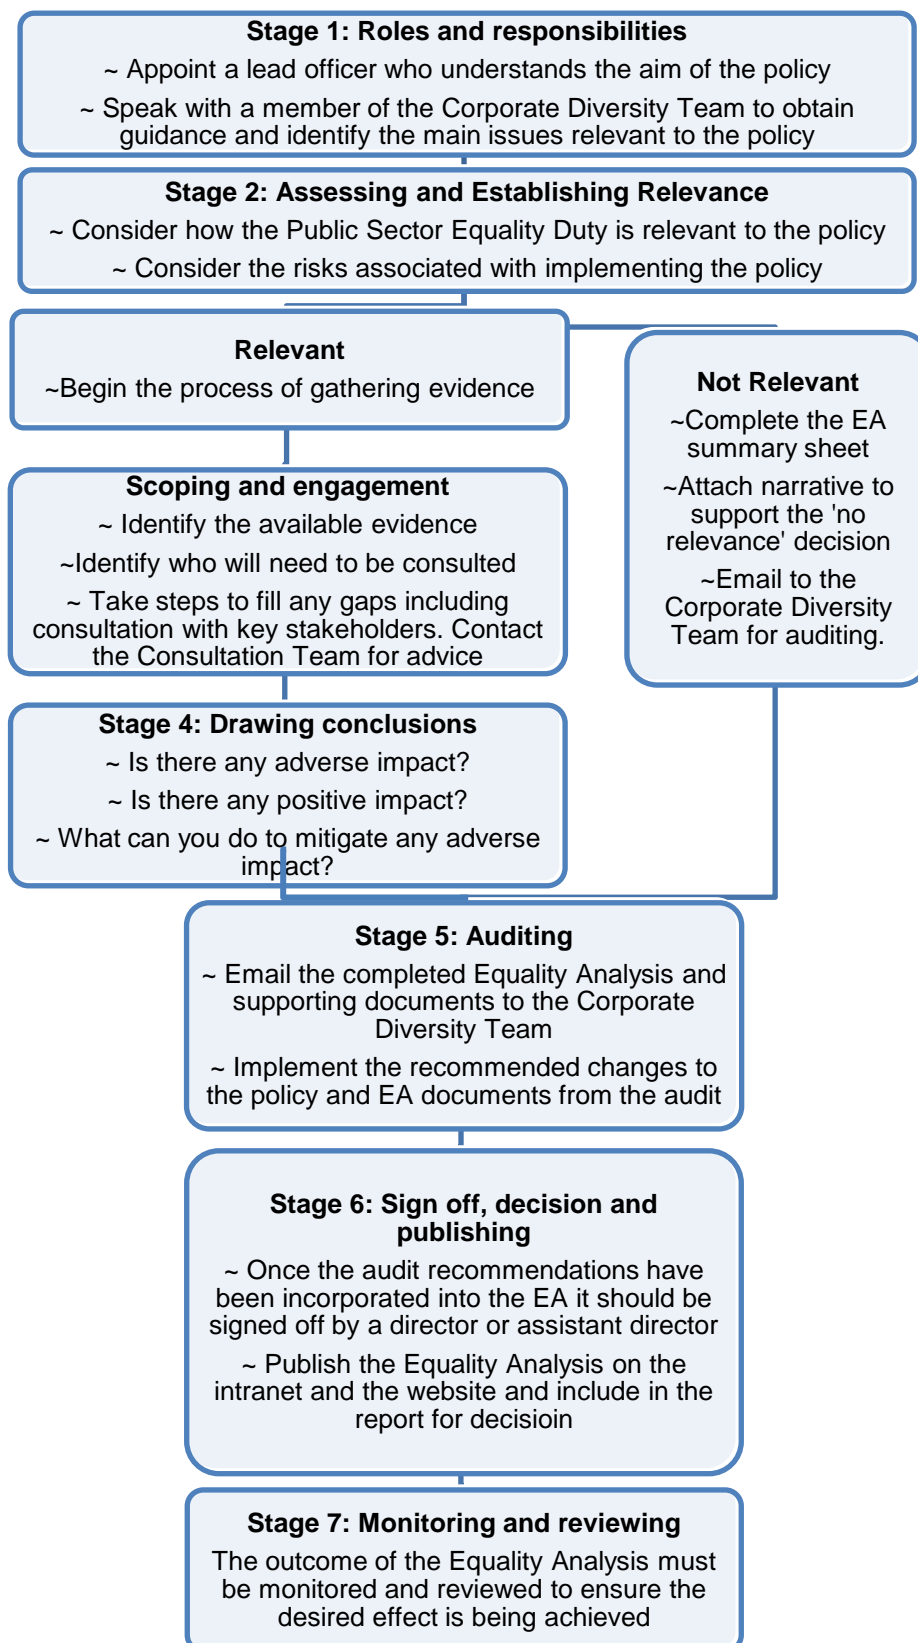 Stage 1: Roles and responsibilities
~ Appoint a lead officer who understands the aim of the policy
~ Speak with a member of the Corporate Diversity Team to obtain
guidance and identify the main issues relevant to the policy
Stage 2: Assessing and Establishing Relevance
~ Consider how the Public Sector Equality Duty is relevant to the policy
~ Consider the risks associated with implementing the policy
Relevant
~Begin the process of gathering evidence
Not Relevant
~Complete the EA
summary sheet
~Attach narrative to
support the 'no
relevance' decision
~Email to the
Corporate Diversity
Team for auditing.
Scoping and engagement
~ Identify the available evidence
~Identify who will need to be consulted
~ Take steps to fill any gaps including
consultation with key stakeholders. Contact
the Consultation Team for advice
Stage 4: Drawing conclusions
~ Is there any adverse impact?
~ Is there any positive impact?
~ What can you do to mitigate any adverse
impact?
Stage 5: Auditing
~ Email the completed Equality Analysis and
supporting documents to the Corporate
Diversity Team
~ Implement the recommended changes to
the policy and EA documents from the audit
Stage 6: Sign off, decision and
publishing
~ Once the audit recommendations have
been incorporated into the EA it should be
signed off by a director or assistant director
~ Publish the Equality Analysis on the
intranet and the website and include in the
report for decisioin
Stage 7: Monitoring and reviewing
The outcome of the Equality Analysis must
be monitored and reviewed to ensure the
desired effect is being achieved